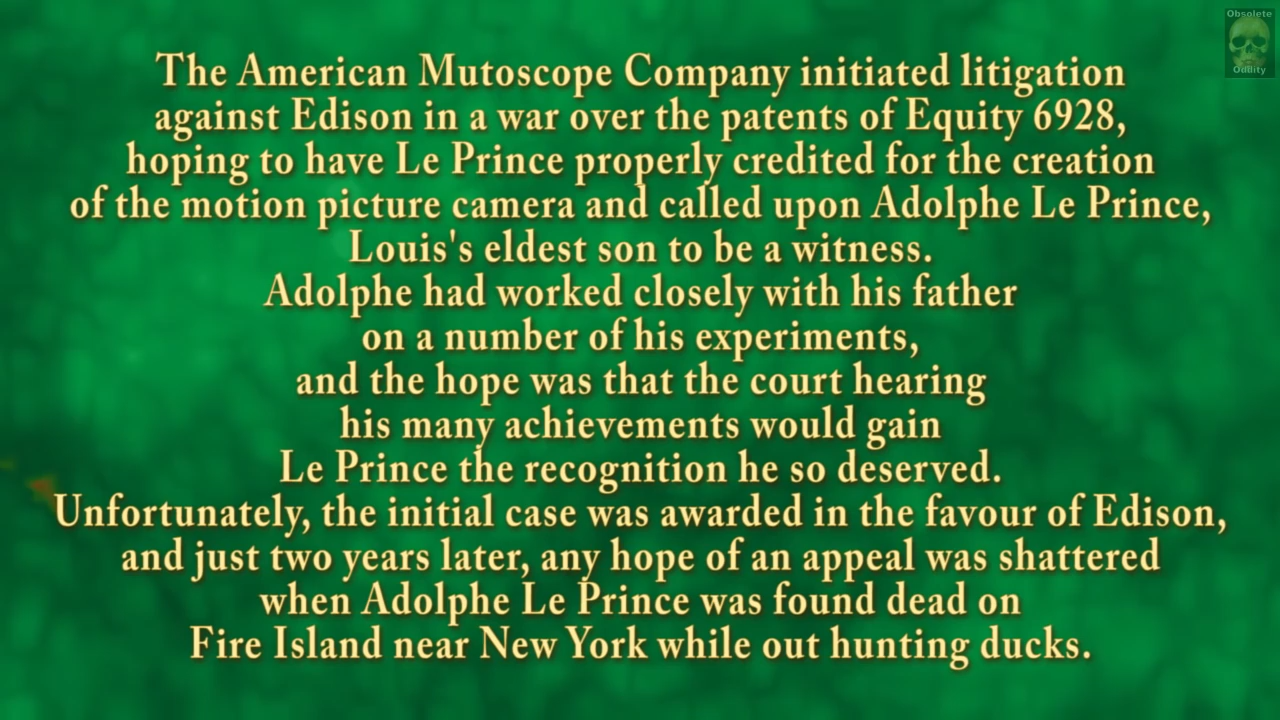 Obsolete
Oddity
The American Mutoscope Company initiated litigation
against Edison in a war over the patents of Equity 6928,
hoping to have Le Prince properly credited for the creation
of the motion picture camera and called upon Adolphe Le Prince,
Louis's eldest son to be a witness.
Adolphe had worked closely with his father
on a number of his experiments,
and the hope was that the court hearing
his many achievements would gain
Le Prince the recognition he so deserved.
Unfortunately, the initial case was awarded in the favour of Edison,
and just two years later, any hope of an appeal was shattered
when Adolphe Le Prince was found dead on
Fire Island near New York while out hunting ducks.